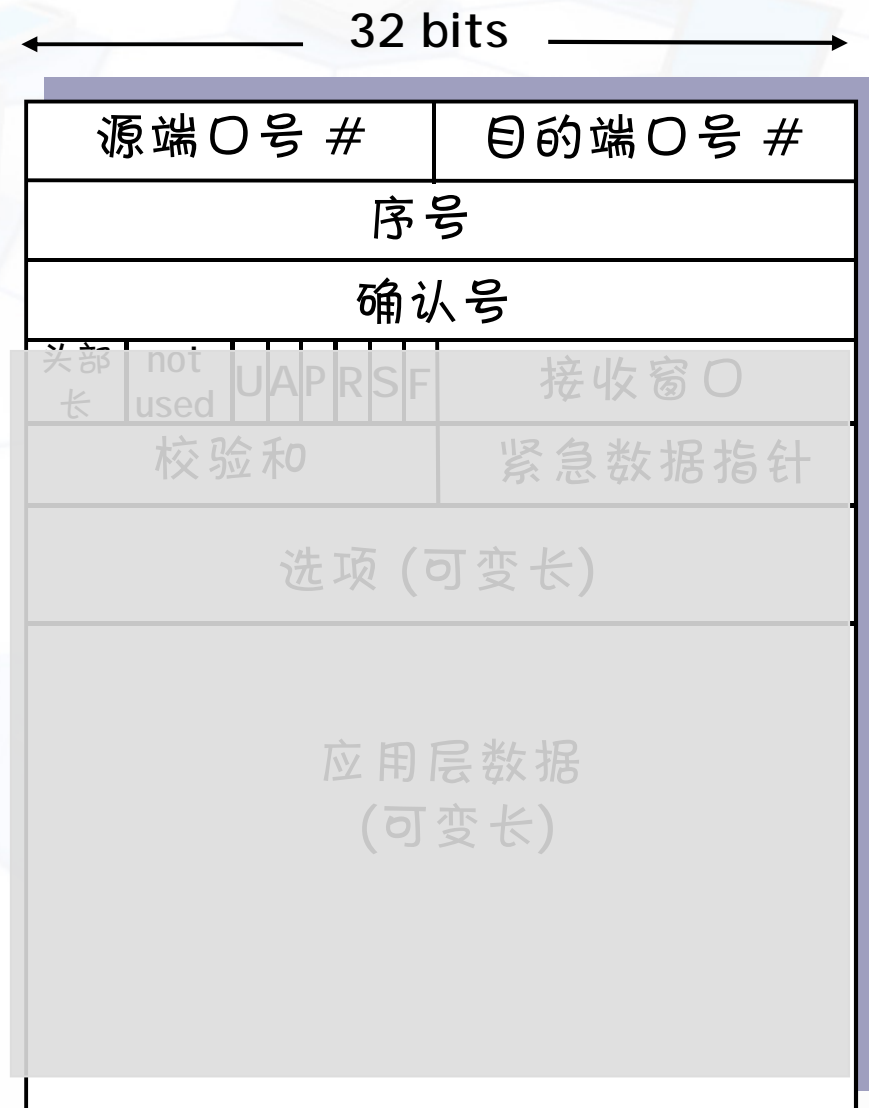 32 bits
源端口号 # 目的端口号 #
序号
确认号
头部 not U A P R S F 接收窗口
长 used
校验和 紧急数据指针
选项 (可变长)
应用层数据
(可变长)